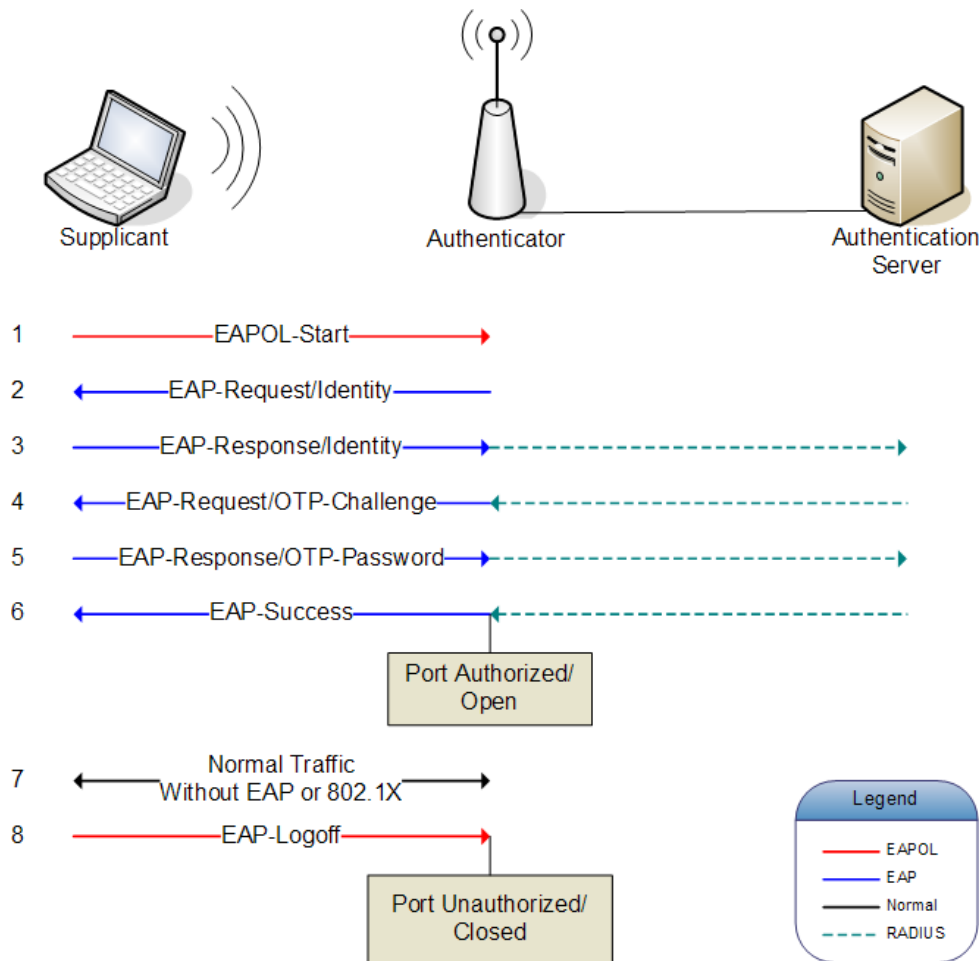 Supplicant
Authenticator
Authentication
Server
1
EAPOL-Start
2
EAP-Request/Identity
3
EAP-Response/Identity
4
EAP-Request/OTP-Challenge
5
EAP-Response/OTP-Password
6
EAP-Success
Port Authorized/
Open
7
Normal Traffic
Without EAP or 802.1X
8
EAP-Logoff
Port Unauthorized/
Closed
Legend
EAPOL
EAP
Normal
RADIUS